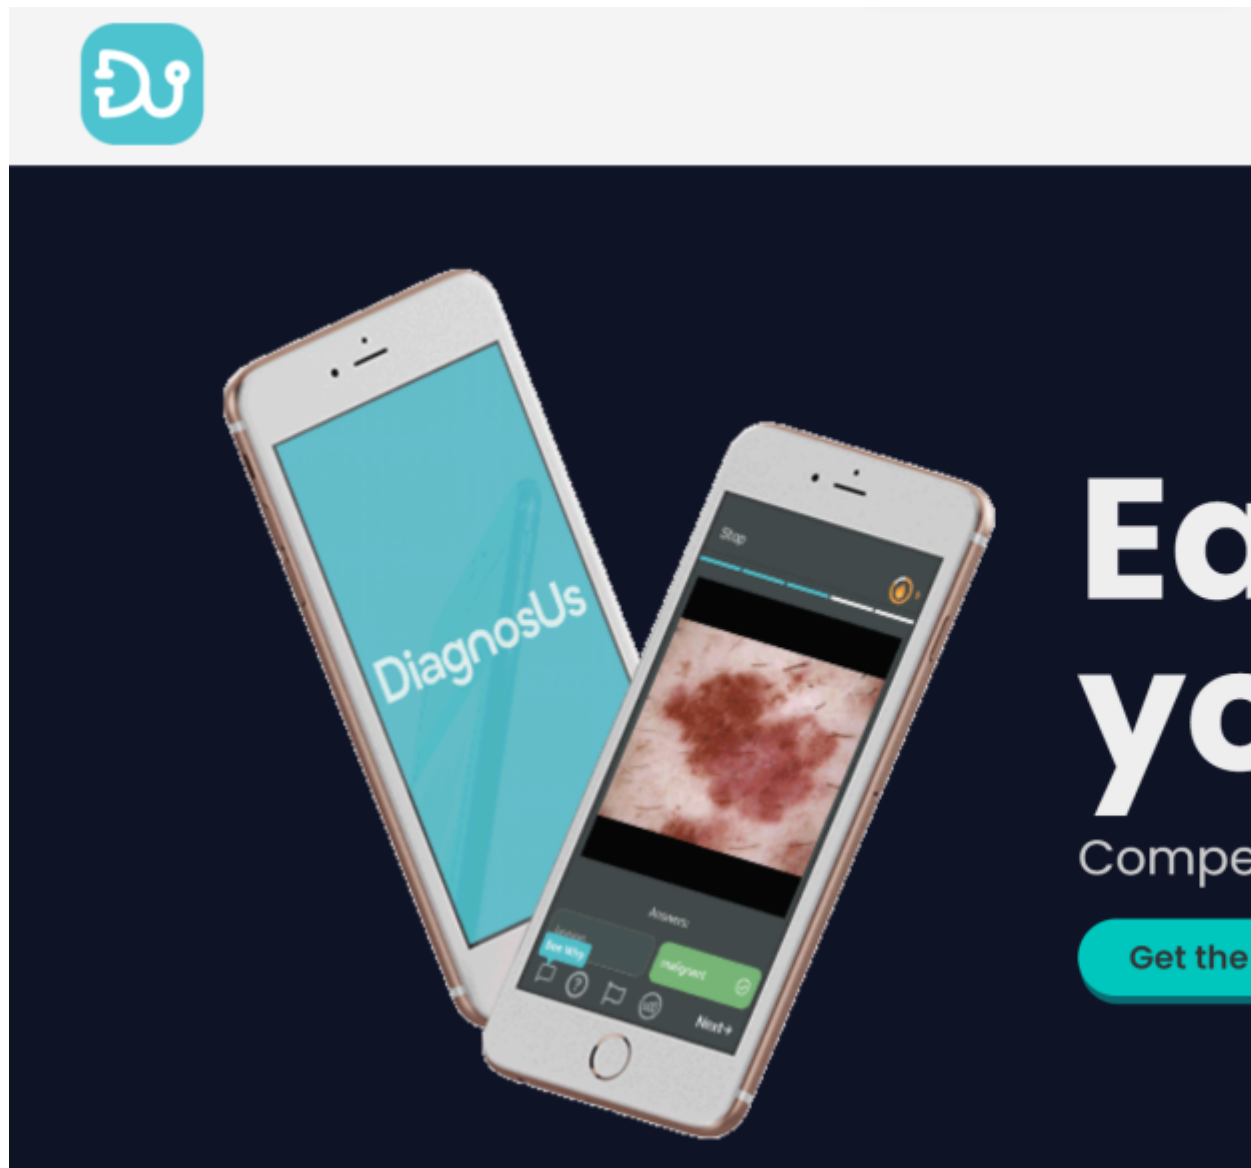 DiagnosUs
Stop
Answers:
See Why
malignant
Next→
Ea
yo
Compe
Get the